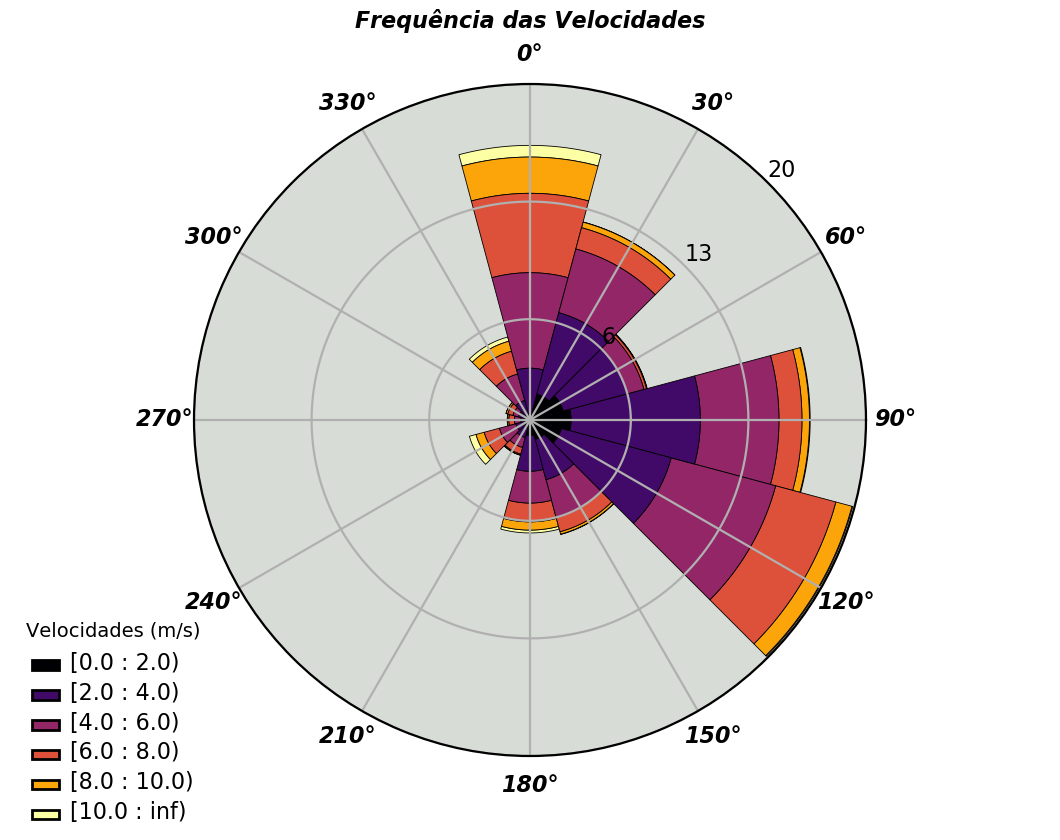 Frequência das Velocidades
0°
330°
30°
20
300°
60°
13
6
270°
90°
240°
120°
210°
150°
180°
Velocidades (m/s)
[0.0 : 2.0)
[2.0 : 4.0)
[4.0 : 6.0)
[6.0 : 8.0)
[8.0 : 10.0)
[10.0 : inf)